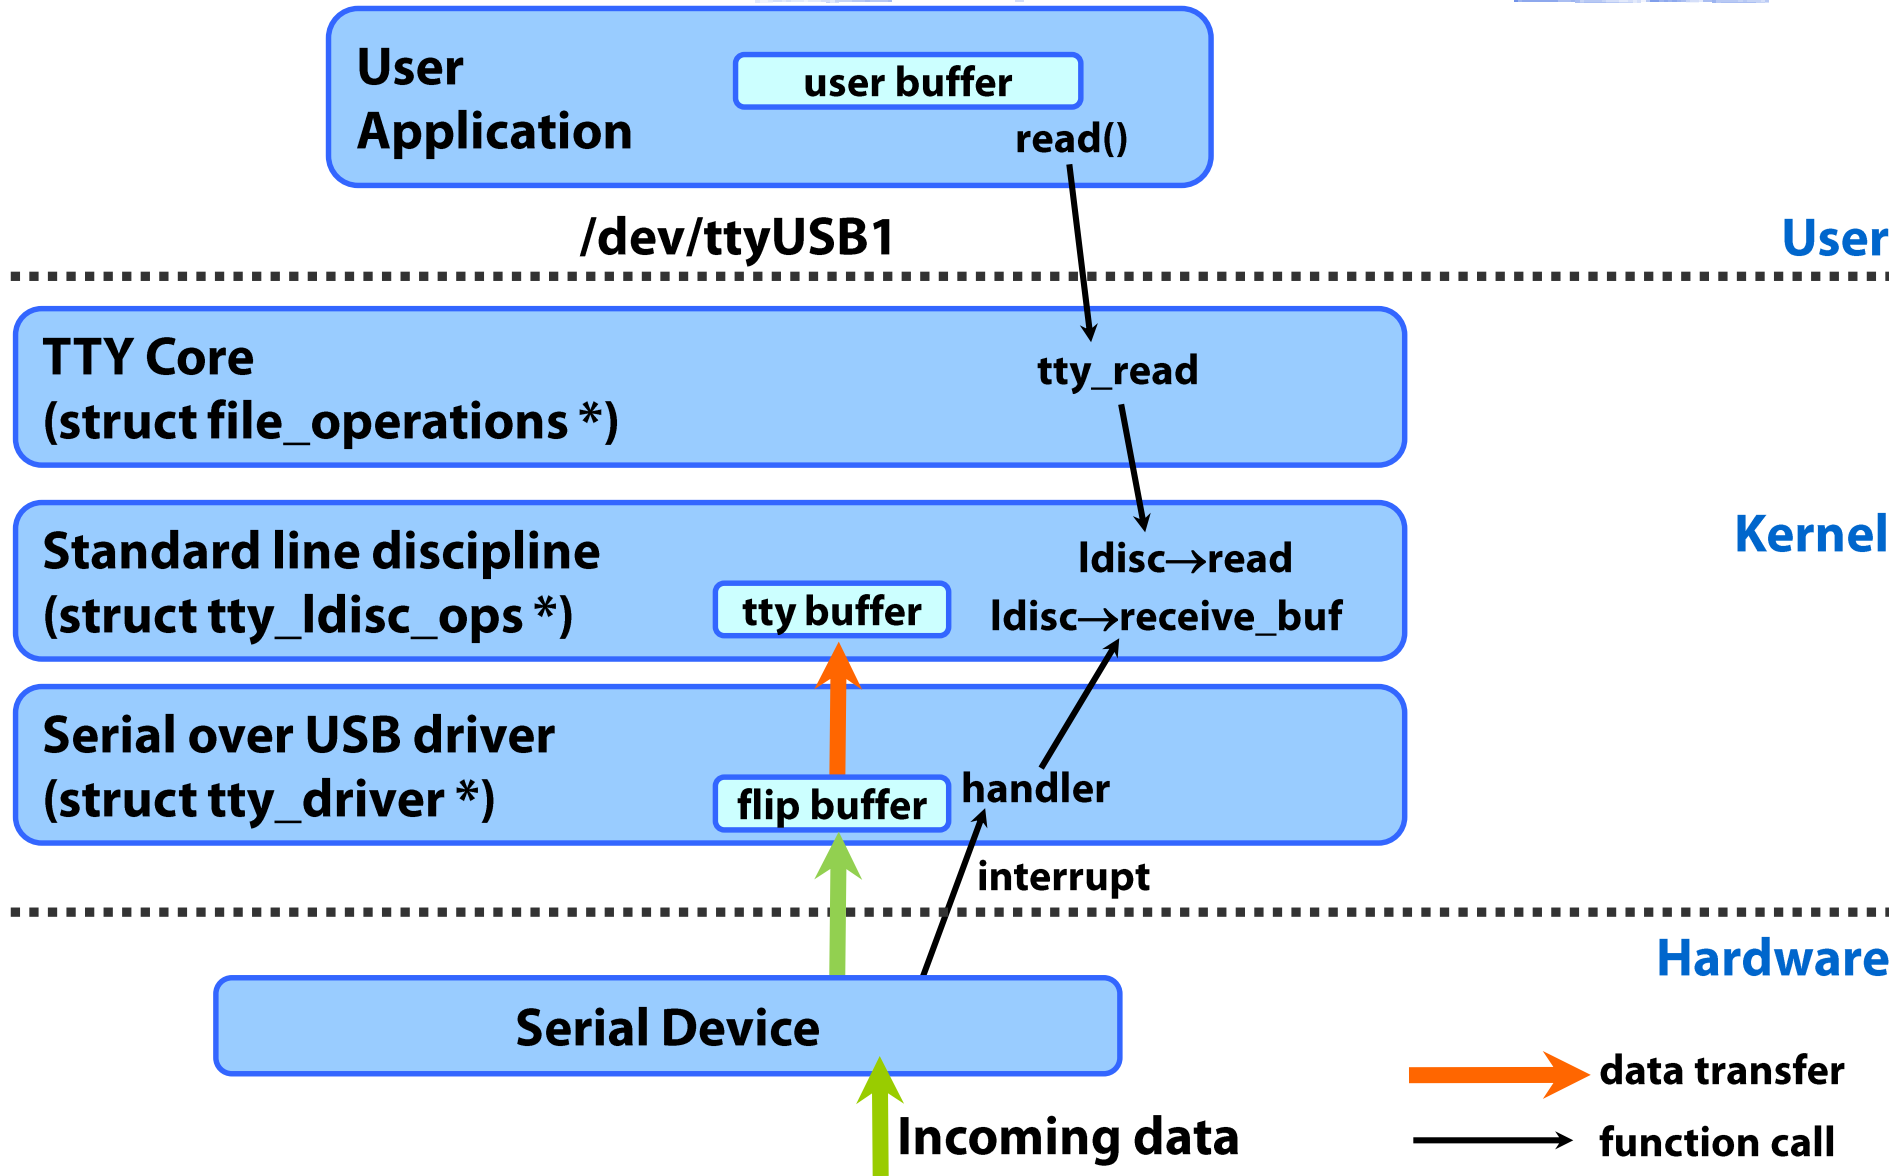 User
Application
user buffer
read()
/dev/ttyUSB1
User
TTY Core
(struct file_operations *)
tty_read
Standard line discipline
(struct tty_ldisc_ops *)
tty buffer
ldisc→read
ldisc→receive_buf
Kernel
Serial over USB driver
(struct tty_driver *)
flip buffer
handler
interrupt
Hardware
Serial Device
Incoming data
data transfer
function call